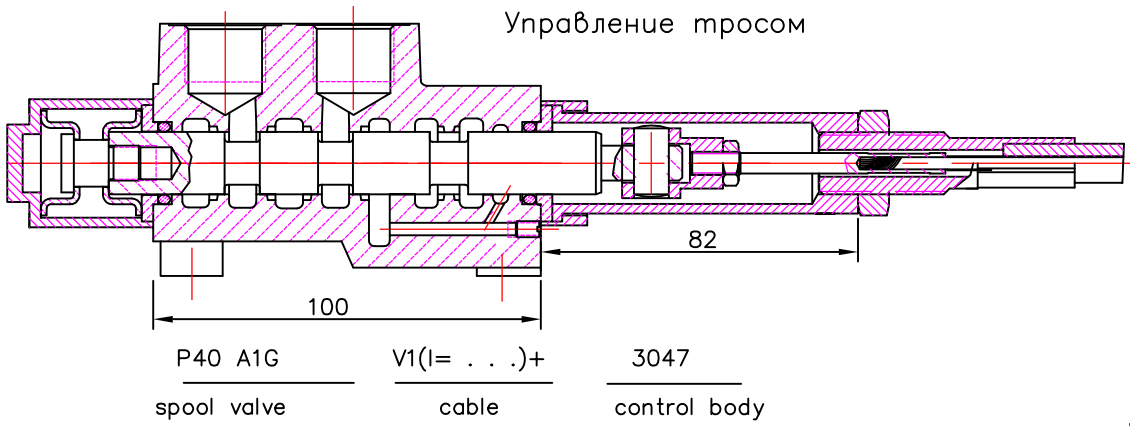 Управление тросом
82
100
P40 A1G V1(l= . . .)+ 3047
spool valve cable control body